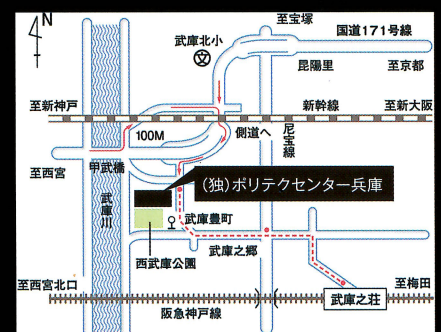 N
至宝塚
国道171号線
武庫北小
文
昆陽里
至京都
至新神戸
新幹線
至新大阪
100M
側道へ
尼宝線
甲武橋
至西宮
(独)ポリテクセンター兵庫
武庫川
武庫豊町
武庫之郷
西武庫公園
至西宮北口
至梅田
武庫之荘
阪急神戸線